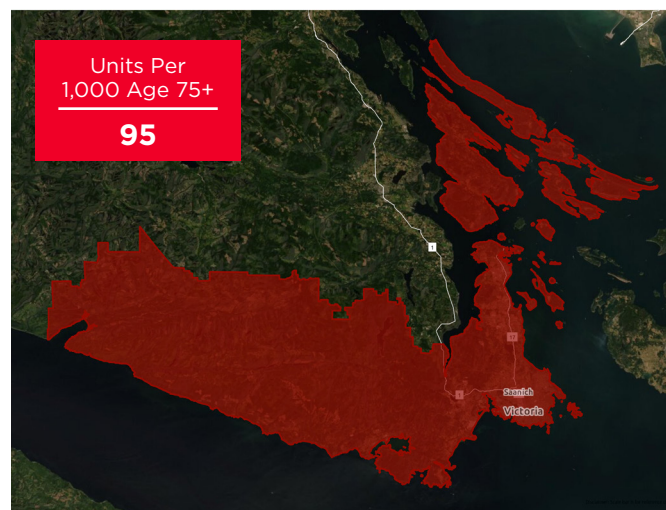 Units Per
1,000 Age 75+
95
1
17
1
Saanich
Victoria